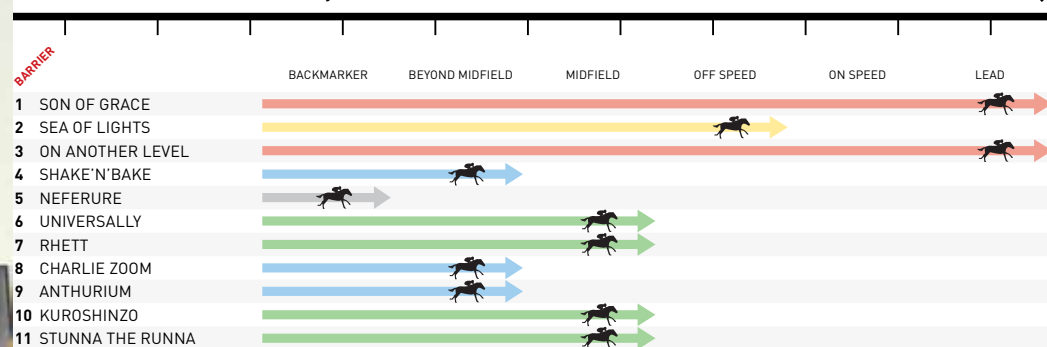 BARRIER
BACKMARKER BEYOND MIDFIELD MIDFIELD OFF SPEED ON SPEED LEAD
1 SON OF GRACE
2 SEA OF LIGHTS
3 ON ANOTHER LEVEL
4 SHAKE'N'BAKE
5 NEFERURE
6 UNIVERSALLY
7 RHETT
8 CHARLIE ZOOM
9 ANTHURIUM
10 KUROSHINZO
11 STUNNA THE RUNNA